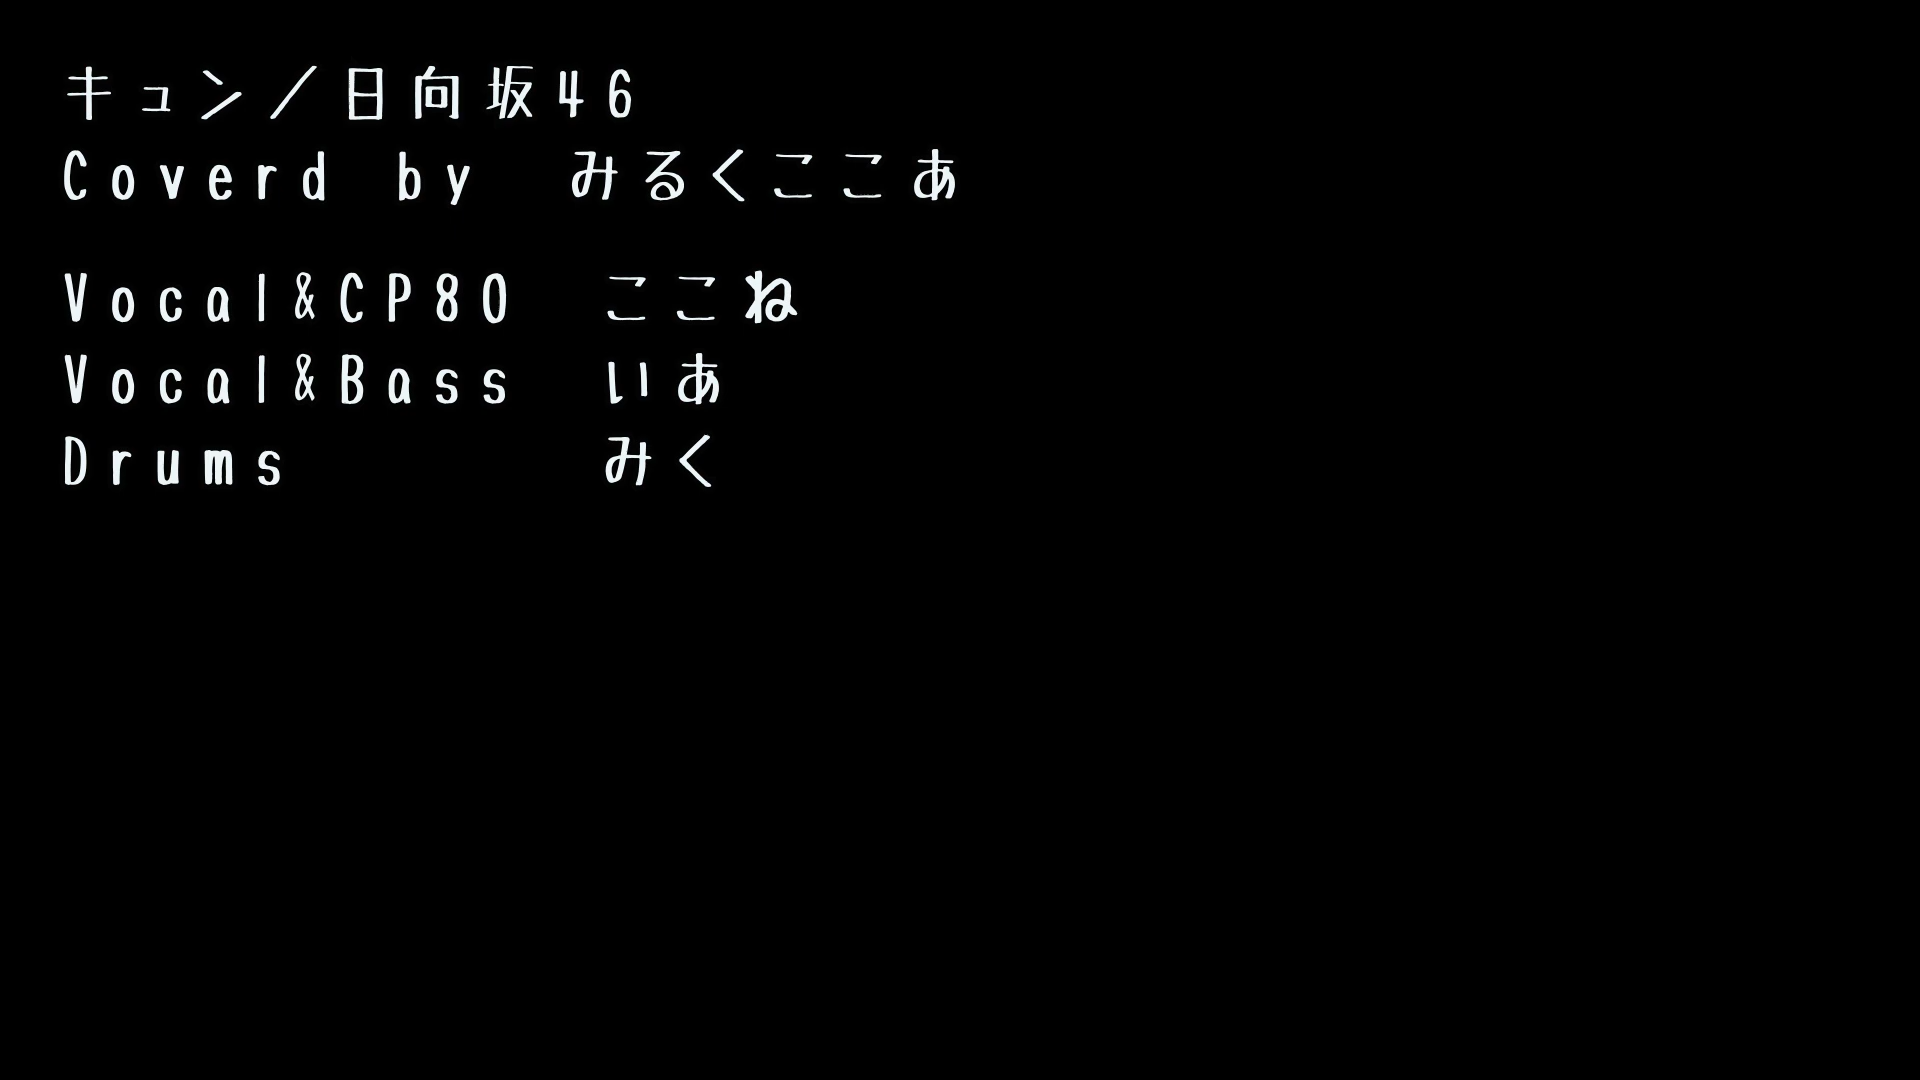 キュン／日向坂46
Coverd by　みるくここあ
Vocal&CP80　ここね
Vocal&Bass　いあ
Drums　みく